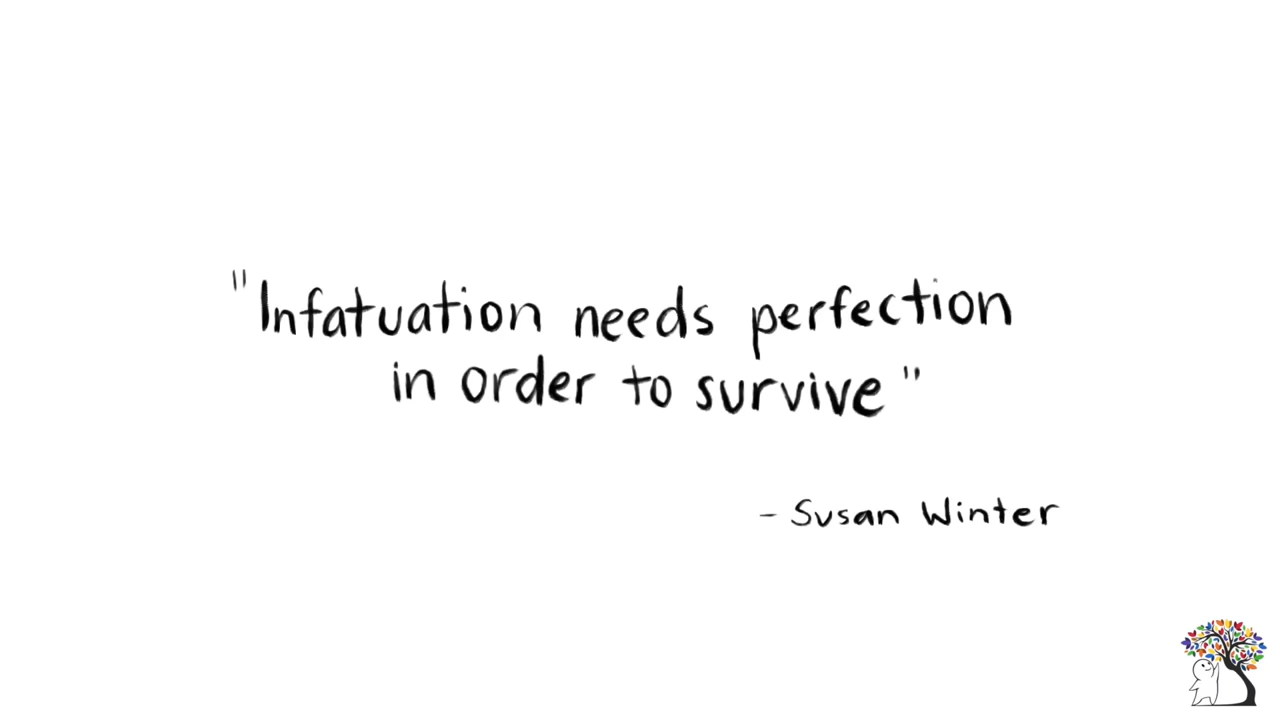 "Infatuation needs perfection
in order to survive"
- Susan Winter